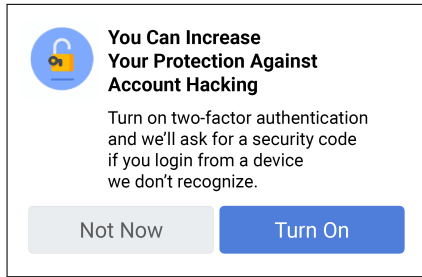 You Can Increase
Your Protection Against
Account Hacking
Turn on two-factor authentication
and we'll ask for a security code
if you login from a device
we don't recognize.
Not Now
Turn On